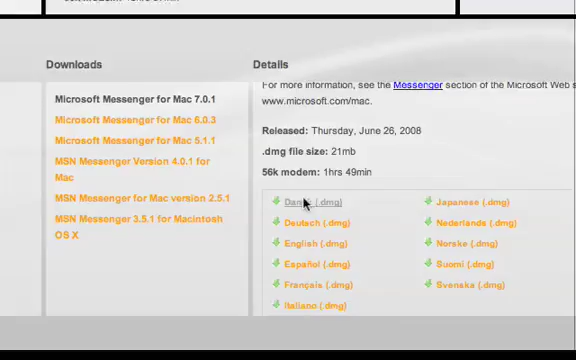 Downloads
Details
Microsoft Messenger for Mac 7.0.1
Microsoft Messenger for Mac 6.0.3
Microsoft Messenger for Mac 5.1.1
MSN Messenger Version 4.0.1 for
Mac
MSN Messenger for Mac version 2.5.1
MSN Messenger 3.5.1 for Macintosh
OS X
For more information, see the Messenger section of the Microsoft Web
www.microsoft.com/mac.
Released: Thursday, June 26, 2008
.dmg file size: 21mb
56k modem: 1hrs 49min
(.dmg)
Deutsch (.dmg)
English (.dmg)
Español (.dmg)
Français (.dmg)
Italiano (.dmg)
Japanese (.dmg)
Nederlands (.dmg)
Norske (.dmg)
Suomi (.dmg)
Svenska (.dmg)